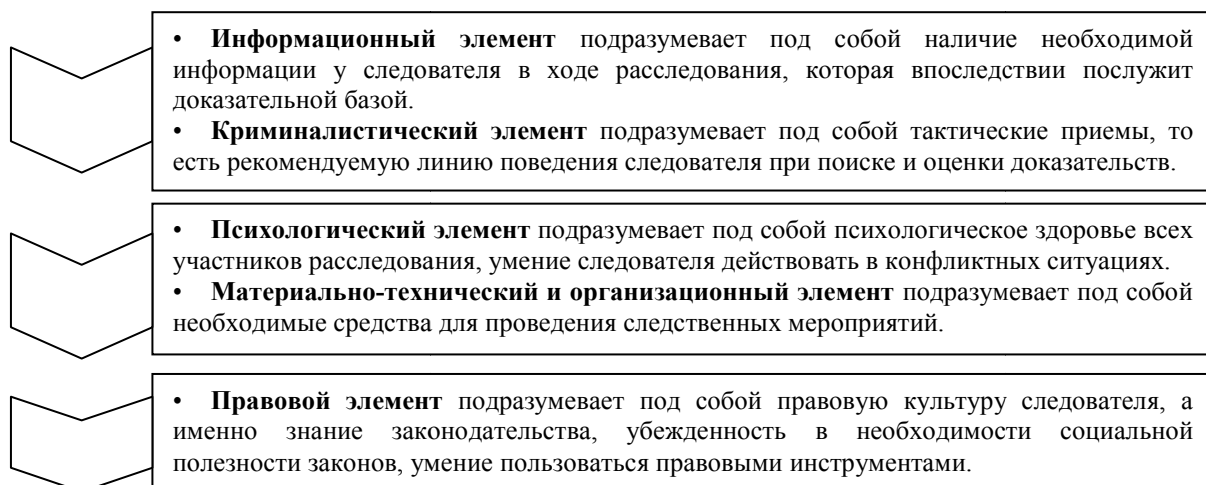 • Информационный элемент подразумевает под собой наличие необходимой
информации у следователя в ходе расследования, которая впоследствии послужит
доказательной базой.
• Криминалистический элемент подразумевает под собой тактические приемы, то
есть рекомендуемую линию поведения следователя при поиске и оценки доказательств.
• Психологический элемент подразумевает под собой психологическое здоровье всех
участников расследования, умение следователя действовать в конфликтных ситуациях.
• Материально-технический и организационный элемент подразумевает под собой
необходимые средства для проведения следственных мероприятий.
• Правовой элемент подразумевает под собой правовую культуру следователя, а
именно знание законодательства, убежденность в необходимости социальной
полезности законов, умение пользоваться правовыми инструментами.